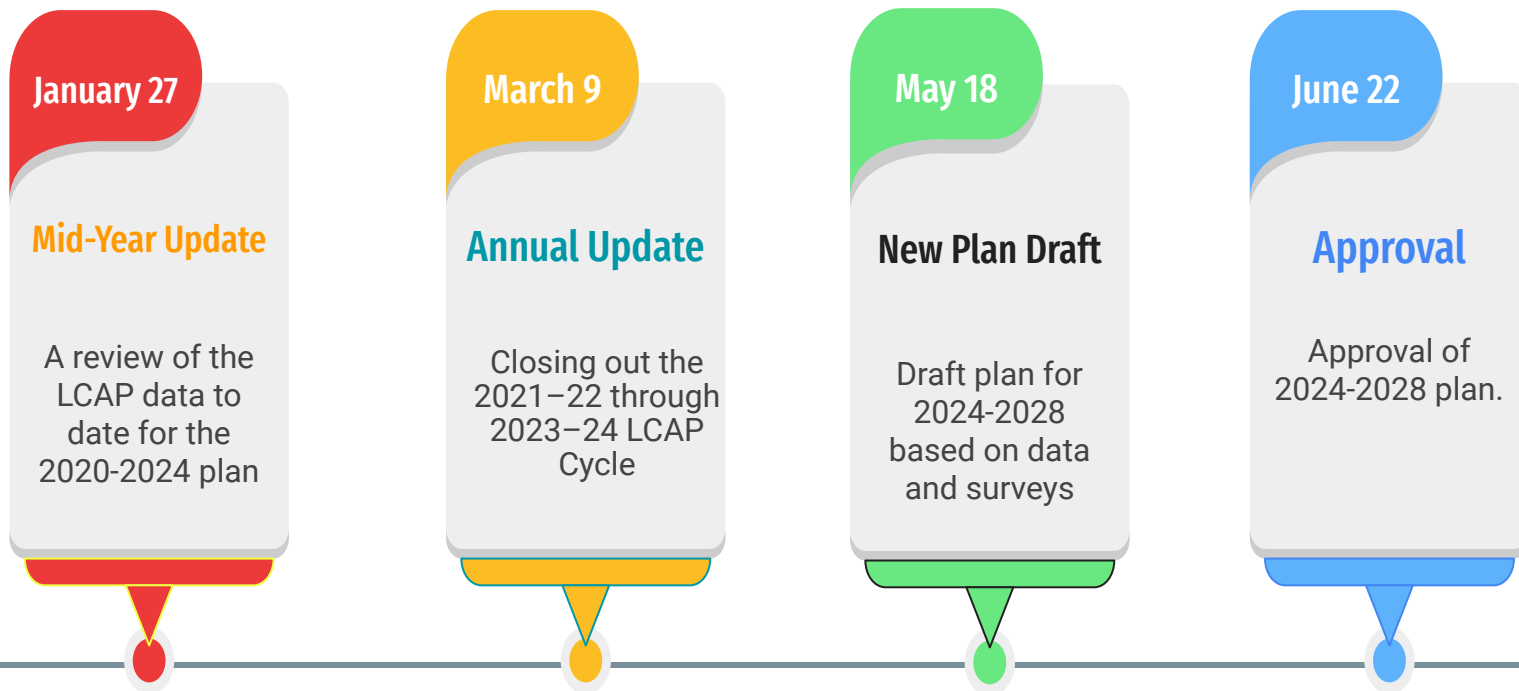 January 27
Mid-Year Update
A review of the
LCAP data to
date for the
2020-2024 plan
March 9
Annual Update
Closing out the
2021–22 through
2023–24 LCAP
Cycle
May 18
New Plan Draft
Draft plan for
2024-2028
based on data
and surveys
June 22
Approval
Approval of
2024-2028 plan.